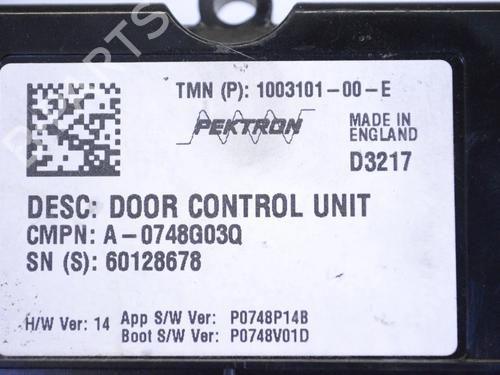 TMN (P): 1003101-00-E
PEKTRON
MADE IN
ENGLAND
D3217
DESC: DOOR CONTROL UNIT
CMPN: A-0748G03Q
SN (S): 60128678
H/W Ver: 14
App S/W Ver: P0748P14B
Boot S/W Ver: P0748V01D